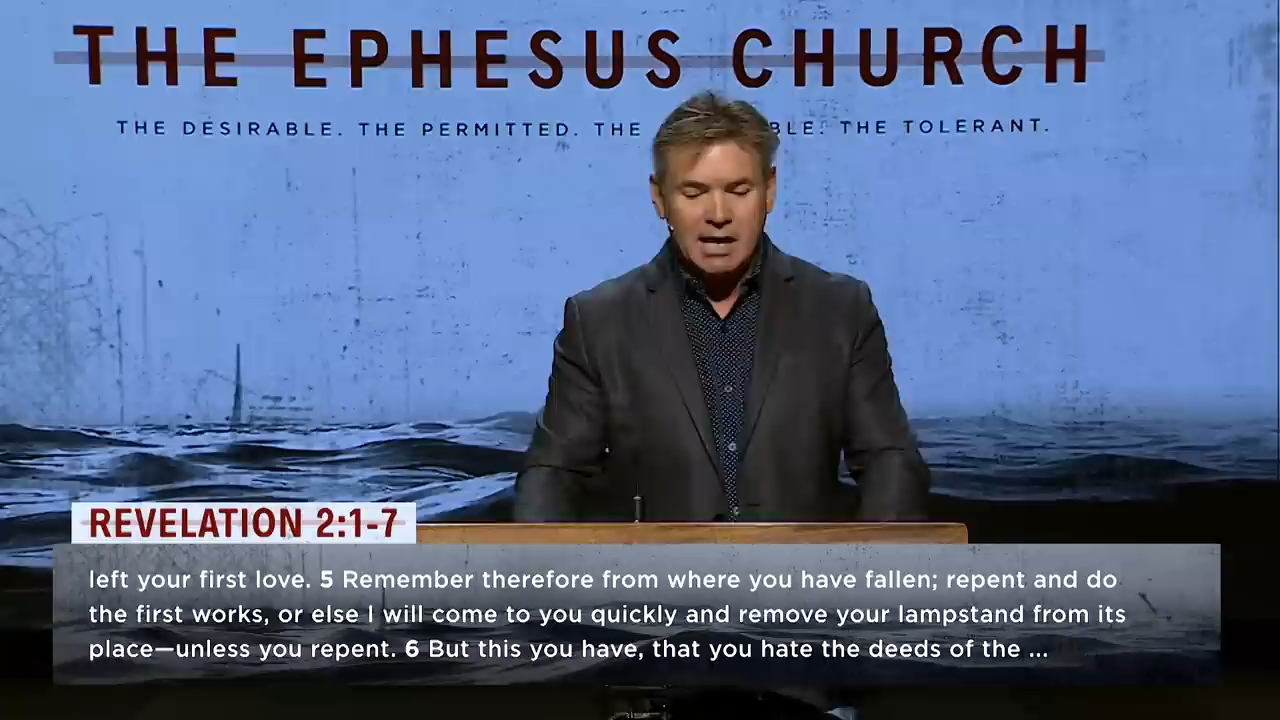 THE EPHESUS CHURCH
THE DESIRABLE. THE PERMITTED. THE BLE. THE TOLERANT.
REVELATION 2:1-7
left your first love. 5 Remember therefore from where you have fallen; repent and do
the first works, or else I will come to you quickly and remove your lampstand from its
place—unless you repent. 6 But this you have, that you hate the deeds of the ...